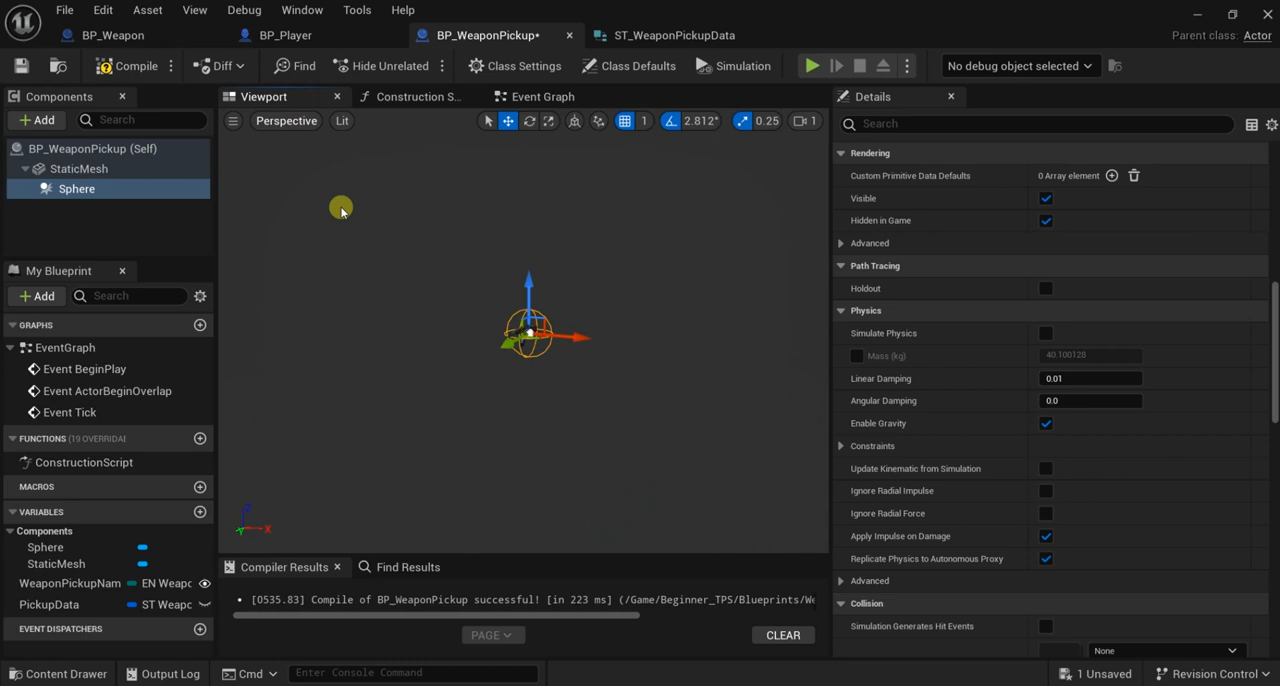 File Edit Asset View Debug Window Tools Help
BP_Weapon BP_Player BP_WeaponPickup* ST_WeaponPickupData Parent class: Actor
Compile Diff Find Hide Unrelated Class Settings Class Defaults Simulation No debug object selected
Components Viewport Construction S... Event Graph Details
Add Search Perspective Lit 1 2.812° 0.25 1 Search
BP_WeaponPickup (Self)
StaticMesh
Sphere
Rendering
Custom Primitive Data Defaults 0 Array element
Visible
Hidden in Game
Advanced
Path Tracing
Holdout
Physics
Simulate Physics
Mass (kg) 40.100128
Linear Damping 0.01
Angular Damping 0.0
Enable Gravity
Constraints
Update Kinematic from Simulation
Ignore Radial Impulse
Ignore Radial Force
Apply Impulse on Damage
Replicate Physics to Autonomous Proxy
Advanced
Collision
Simulation Generates Hit Events
None
My Blueprint
Add Search
GRAPHS
EventGraph
Event BeginPlay
Event ActorBeginOverlap
Event Tick
FUNCTIONS (19 OVERRIDAI
ConstructionScript
MACROS
VARIABLES
Components
Sphere
StaticMesh
WeaponPickupNam EN Weapc
PickupData ST Weapc
EVENT DISPATCHERS
Z
X
Y
Compiler Results Find Results
[0535.83] Compile of BP_WeaponPickup successful! [in 223 ms] (/Game/Beginner_TPS/Blueprints/We
PAGE CLEAR
Content Drawer Output Log Cmd Enter Console Command 1 Unsaved Revision Control